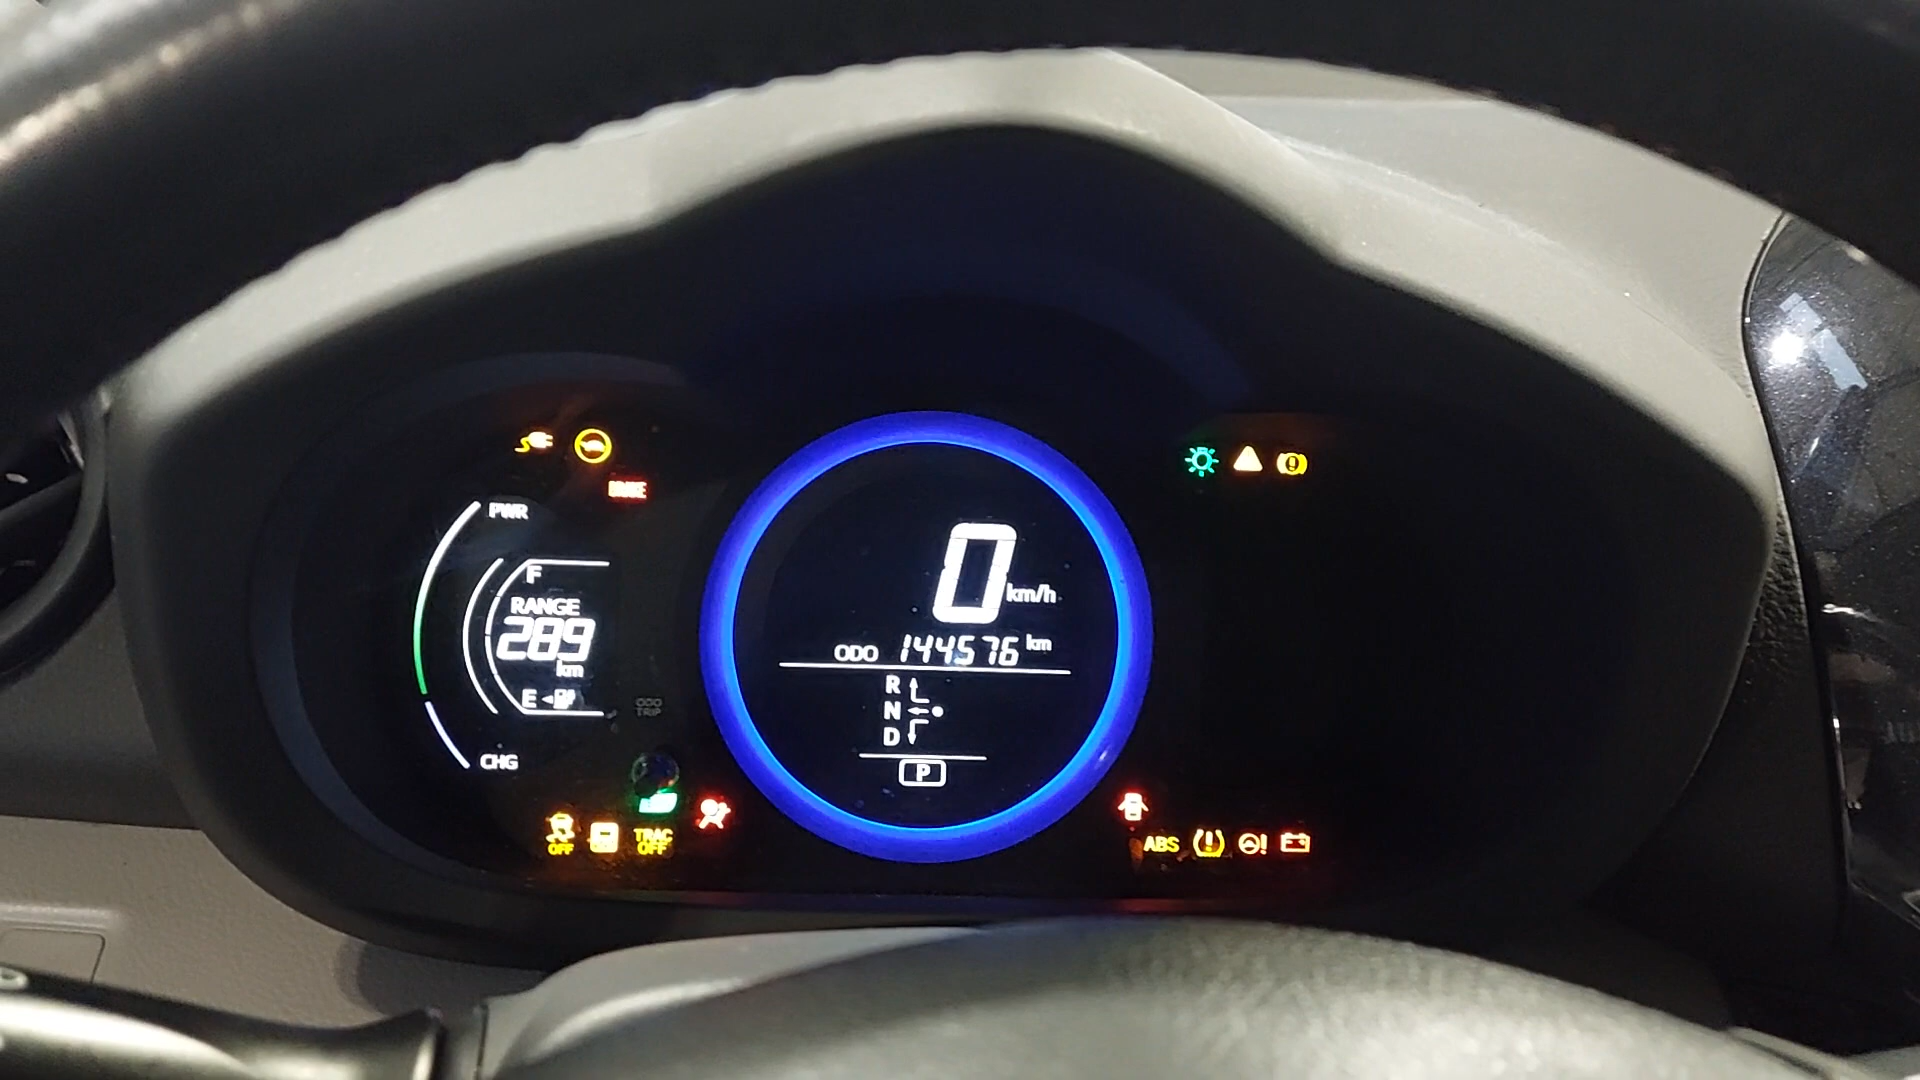 BRAKE
PWR
F
RANGE
289
km
E
CHG
ODO
TRIP
OFF
TRAC
OFF
0 km/h
ODO 144576 km
R
N
D
P
ABS